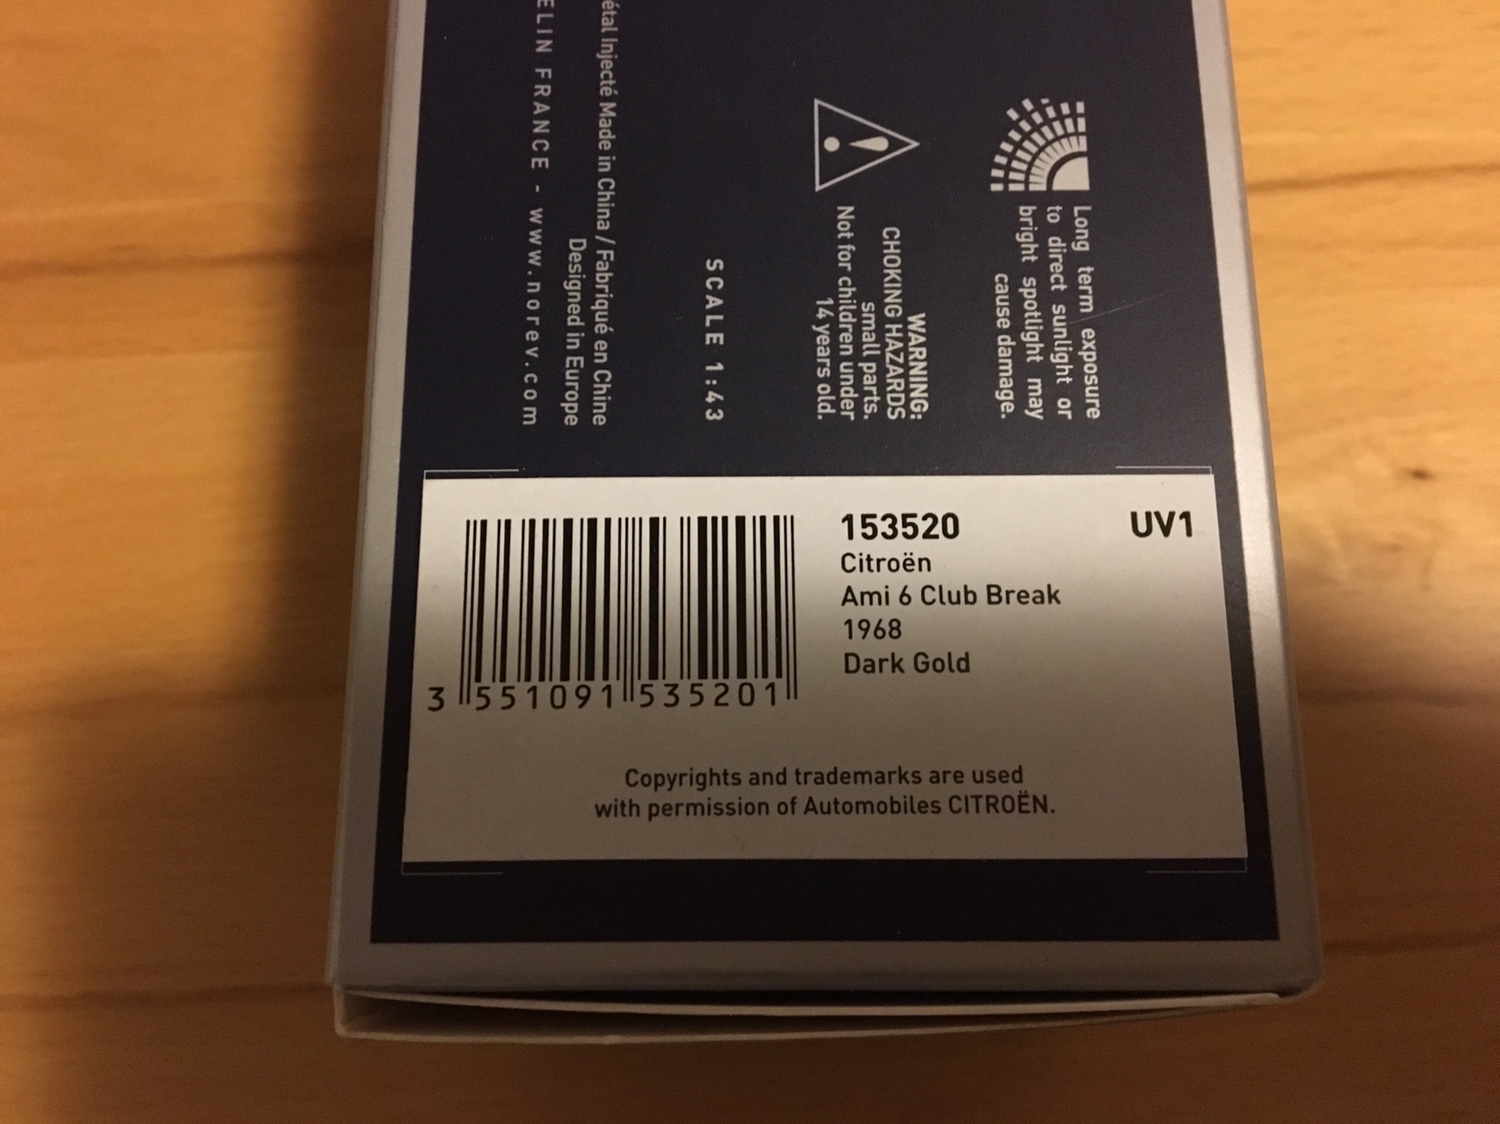 Long term exposure
to direct sunlight or
bright spotlight may
cause damage.
WARNING:
CHOKING HAZARDS
small parts.
Not for children under
14 years old.
SCALE 1:43
Injecté Made in China / Fabriqué en Chine
Designed in Europe
FRANCE - www.norev.com
153520
UV1
Citroën
Ami 6 Club Break
1968
Dark Gold
3 551091 535201
Copyrights and trademarks are used
with permission of Automobiles CITROËN.